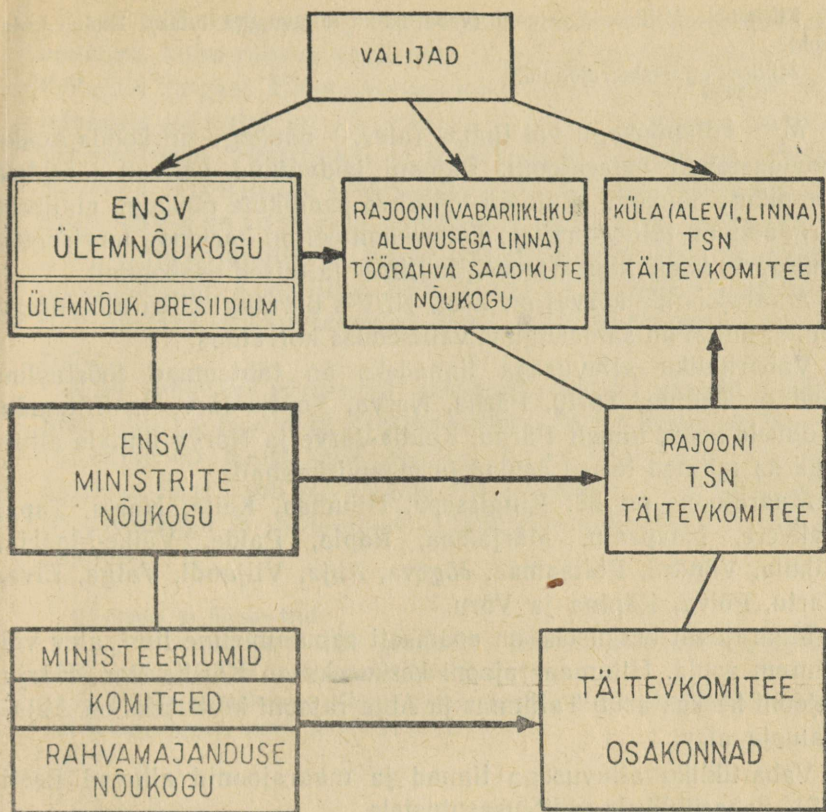 VALIJAD
ENSV
ÜLEMNÕUKOGU
ÜLEMNÕUK. PRESIIDIUM
RAJOONI (VABARIIKLIKU
ALLUVUSEGA LINNA)
TÖÖRAHVA SAADIKUTE
NÕUKOGU
KÜLA (ALEVI, LINNA)
TSN
TÄITEVKOMITEE
ENSV
MINISTRITE
NÕUKOGU
RAJOONI
TSN
TÄITEVKOMITEE
MINISTEERIUMID
KOMITEED
RAHVAMAJANDUSE
NÕUKOGU
TÄITEVKOMITEE
OSAKONNAD